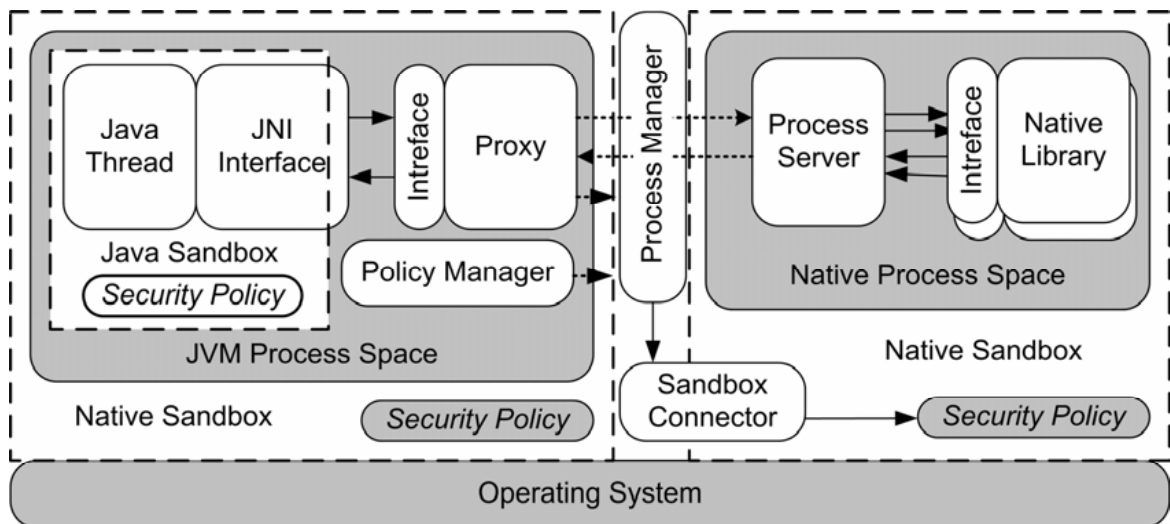 Java
Thread
JNI
Interface
Intreface
Proxy
Java Sandbox
Security Policy
Policy Manager
JVM Process Space
Native Sandbox
Security Policy
Process Manager
Sandbox
Connector
Process
Server
Intreface
Native
Library
Native Process Space
Native Sandbox
Security Policy
Operating System